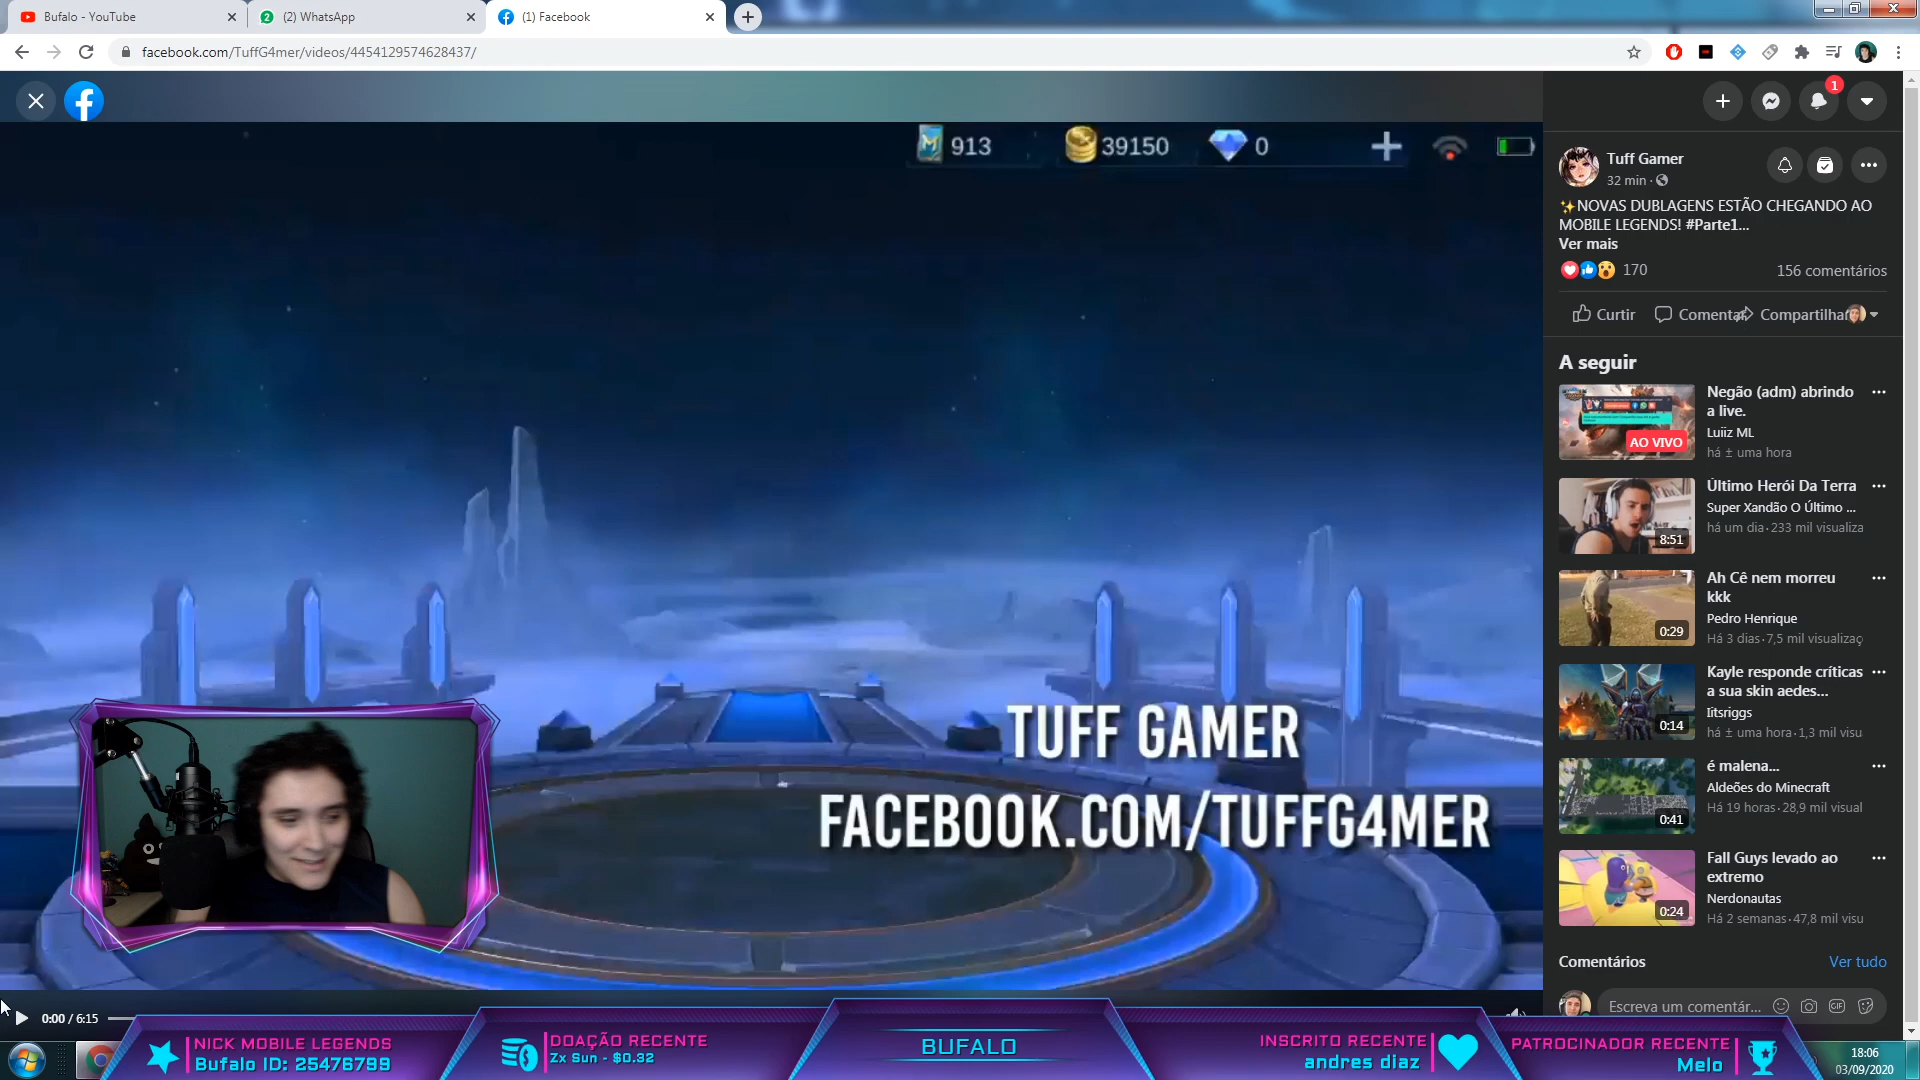 Bufalo - YouTube
(2) WhatsApp
(1) Facebook
facebook.com/TuffG4mer/videos/4454129574628437/
1
913
39150
0
Tuff Gamer
32 min
✨NOVAS DUBLAGENS ESTÃO CHEGANDO AO
MOBILE LEGENDS! #Parte1...
Ver mais
170
156 comentários
Curtir
Comentar
Compartilhar
A seguir
Negão (adm) abrindo
a live.
Luiiz ML
há ± uma hora
AO VIVO
Último Herói Da Terra
Super Xandão O Último ...
há um dia · 233 mil visualiza
8:51
Ah Cê nem morreu
kkk
Pedro Henrique
Há 3 dias · 7,5 mil visualizaç
0:29
Kayle responde críticas
a sua skin aedes...
Iitsriggs
há ± uma hora · 1,3 mil visu
0:14
é malena...
Aldeões do Minecraft
Há 19 horas · 28,9 mil visual
0:41
Fall Guys levado ao
extremo
Nerdonautas
Há 2 semanas · 47,8 mil visu
0:24
Comentários
Ver tudo
Escreva um comentár...
GIF
TUFF GAMER
FACEBOOK.COM/TUFFG4MER
0:00 / 6:15
NICK MOBILE LEGENDS
Bufalo ID: 25476799
DOAÇÃO RECENTE
Zx Sun - $0.32
BUFALO
INSCRITO RECENTE
andres diaz
PATROCINADOR RECENTE
Melo
18:06
03/09/2020